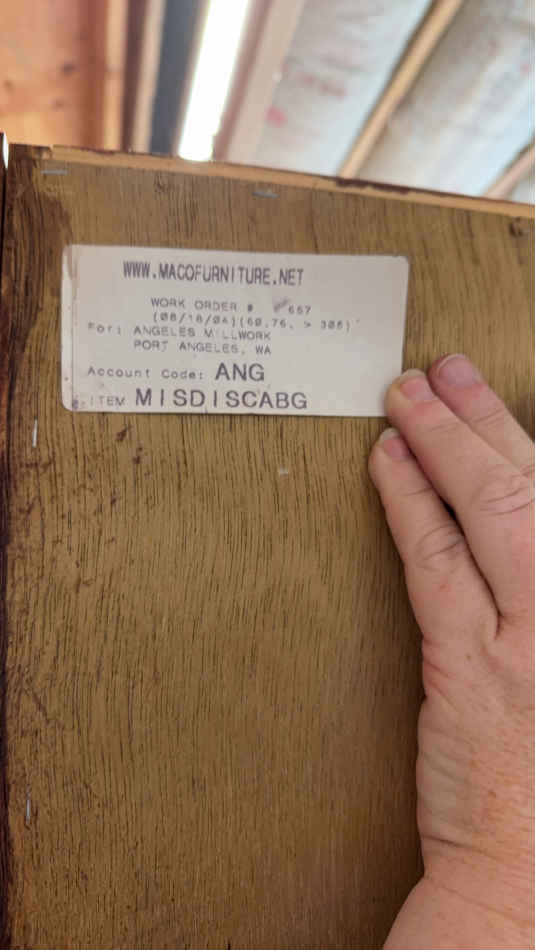 WWW.MACOFURNITURE.NET
WORK ORDER # 657
(08/18/04)(60,76, > 306)
For: ANGELES MILLWORK
PORT ANGELES, WA
Account Code: ANG
ITEM MISDISCABG